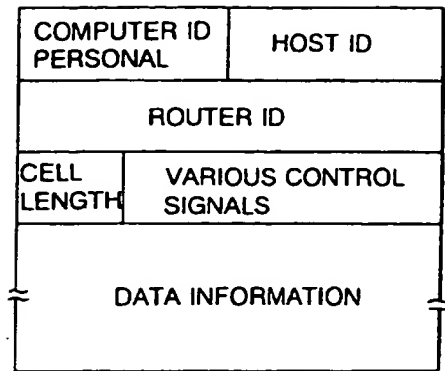 COMPUTER ID
PERSONAL
HOST ID
ROUTER ID
CELL
LENGTH
VARIOUS CONTROL
SIGNALS
DATA INFORMATION